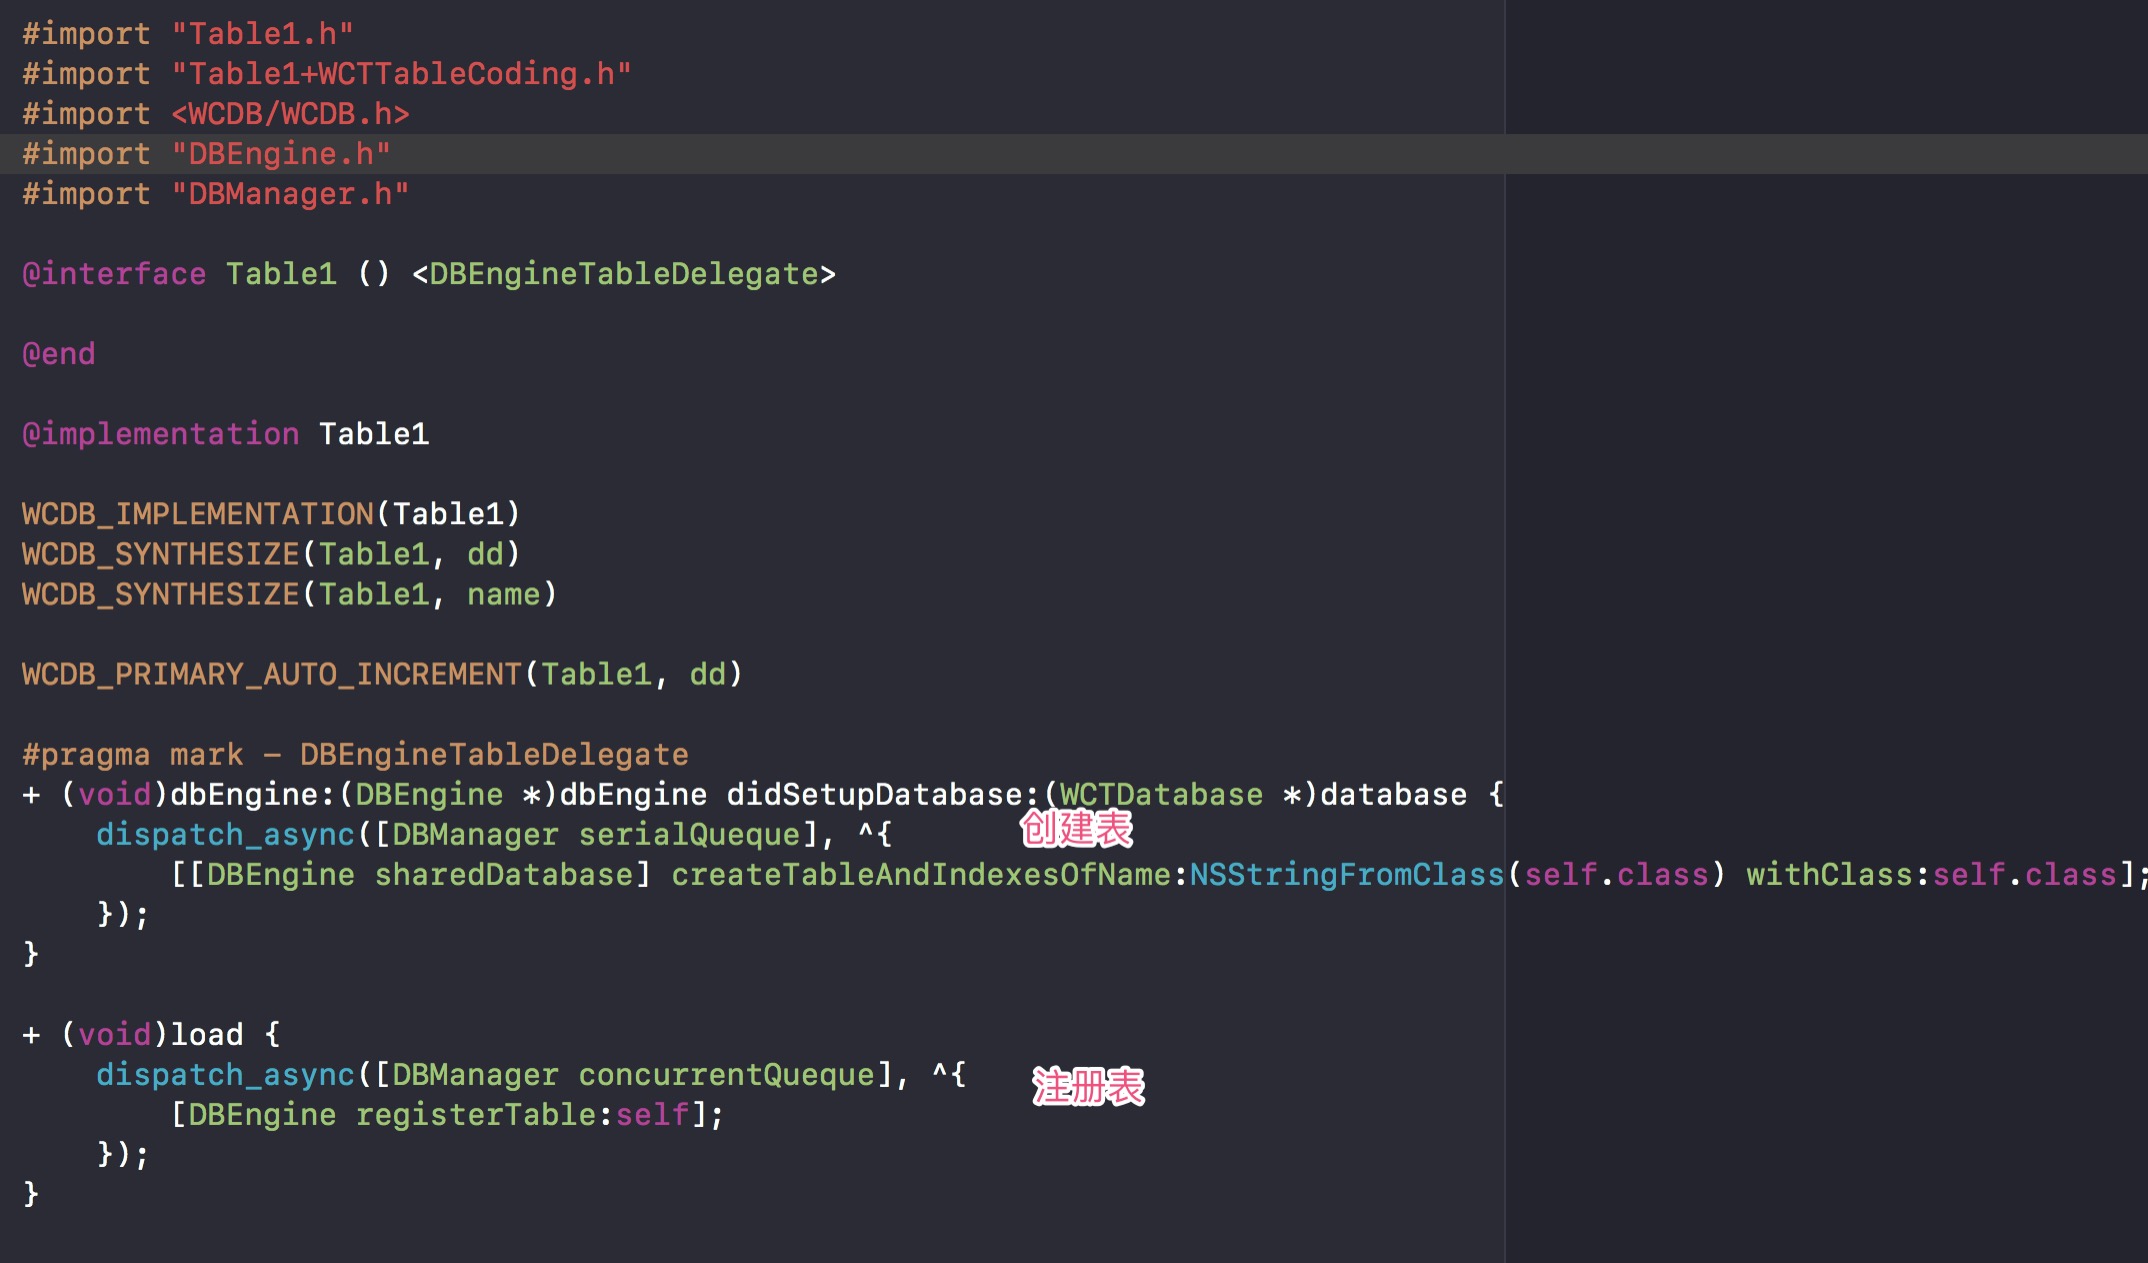 #import "Table1.h"
#import "Table1+WCTTableCoding.h"
#import <WCDB/WCDB.h>
#import "DBEngine.h"
#import "DBManager.h"
@interface Table1 () <DBEngineTableDelegate>
@end
@implementation Table1
WCDB_IMPLEMENTATION(Table1)
WCDB_SYNTHESIZE(Table1, dd)
WCDB_SYNTHESIZE(Table1, name)
WCDB_PRIMARY_AUTO_INCREMENT(Table1, dd)
#pragma mark - DBEngineTableDelegate
+ (void)dbEngine:(DBEngine *)dbEngine didSetupDatabase:(WCTDatabase *)database {
dispatch_async([DBManager serialQueque], ^{
创建表
[[DBEngine sharedDatabase] createTableAndIndexesOfName:NSStringFromClass(self.class) withClass:self.class];
});
}
+ (void)load {
dispatch_async([DBManager concurrentQueque], ^{
注册表
[DBEngine registerTable:self];
});
}